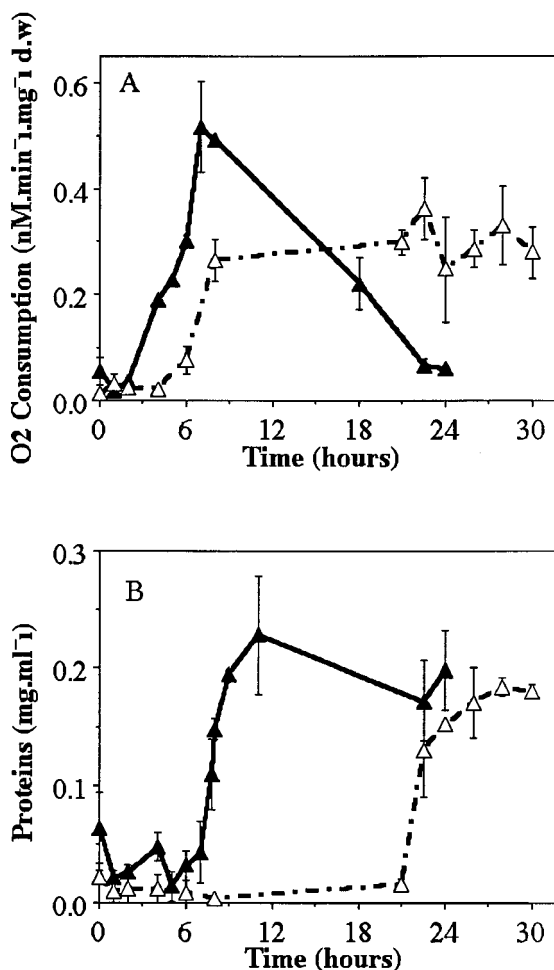 O2 Consumption (nM.min⁻¹.mg⁻¹ d.w)
A
0.6
0.4
0.2
0.0
0 6 12 18 24 30
Time (hours)
Proteins (mg.ml⁻¹)
B
0.3
0.2
0.1
0.0
0 6 12 18 24 30
Time (hours)